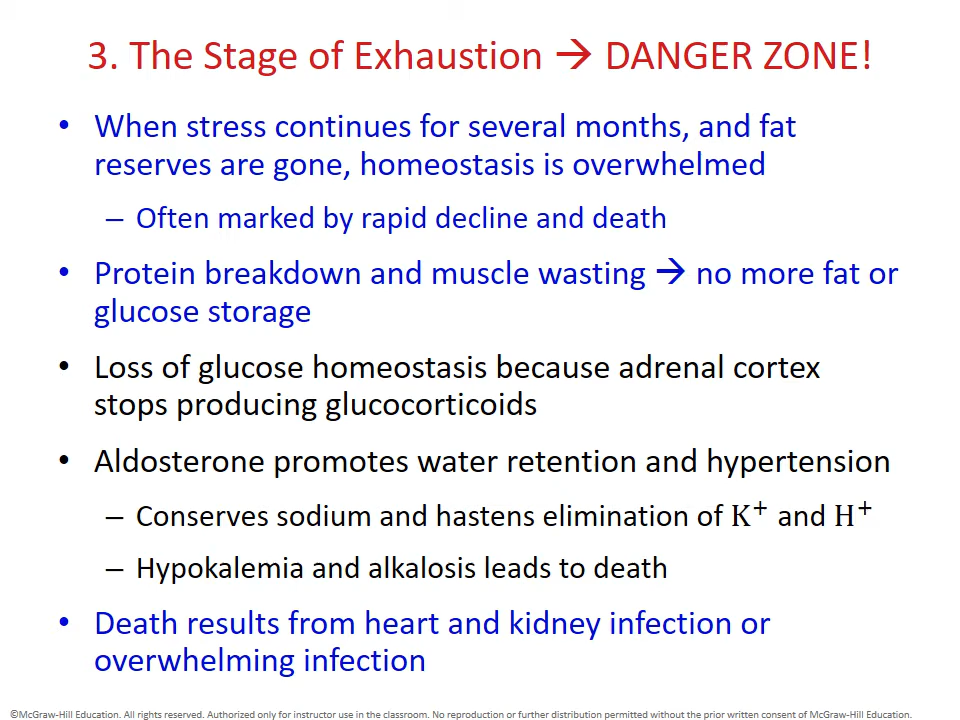 3. The Stage of Exhaustion → DANGER ZONE!
• When stress continues for several months, and fat
reserves are gone, homeostasis is overwhelmed
– Often marked by rapid decline and death
• Protein breakdown and muscle wasting → no more fat or
glucose storage
• Loss of glucose homeostasis because adrenal cortex
stops producing glucocorticoids
• Aldosterone promotes water retention and hypertension
– Conserves sodium and hastens elimination of K⁺ and H⁺
– Hypokalemia and alkalosis leads to death
• Death results from heart and kidney infection or
overwhelming infection
©McGraw-Hill Education. All rights reserved. Authorized only for instructor use in the classroom. No reproduction or further distribution permitted without the prior written consent of McGraw-Hill Education.